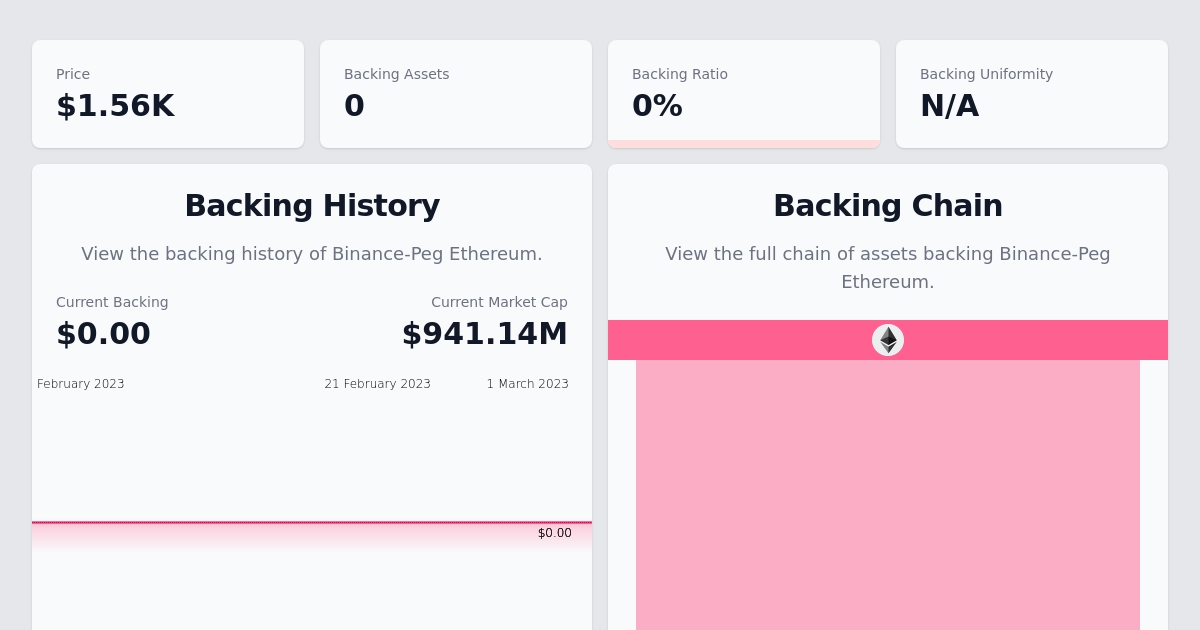 Price
$1.56K
Backing Assets
0
Backing Ratio
0%
Backing Uniformity
N/A
Backing History
View the backing history of Binance-Peg Ethereum.
Current Backing
$0.00
Current Market Cap
$941.14M
February 2023
21 February 2023
1 March 2023
$0.00
Backing Chain
View the full chain of assets backing Binance-Peg
Ethereum.